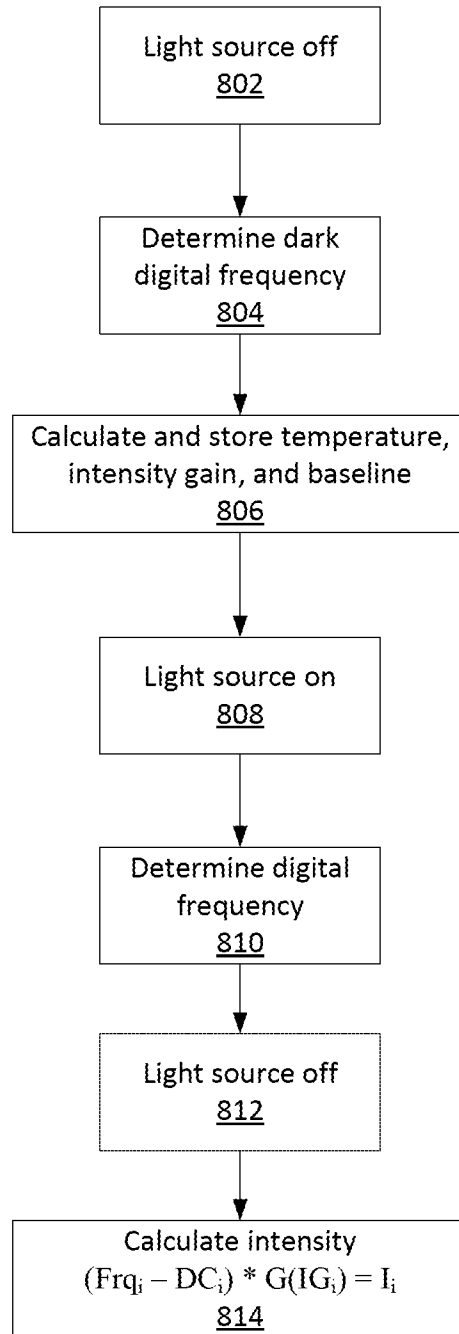 Light source off
802
Determine dark
digital frequency
804
Calculate and store temperature,
intensity gain, and baseline
806
Light source on
808
Determine digital
frequency
810
Light source off
812
Calculate intensity
(Frqᵢ – DCᵢ) * G(IGᵢ) = Iᵢ
814